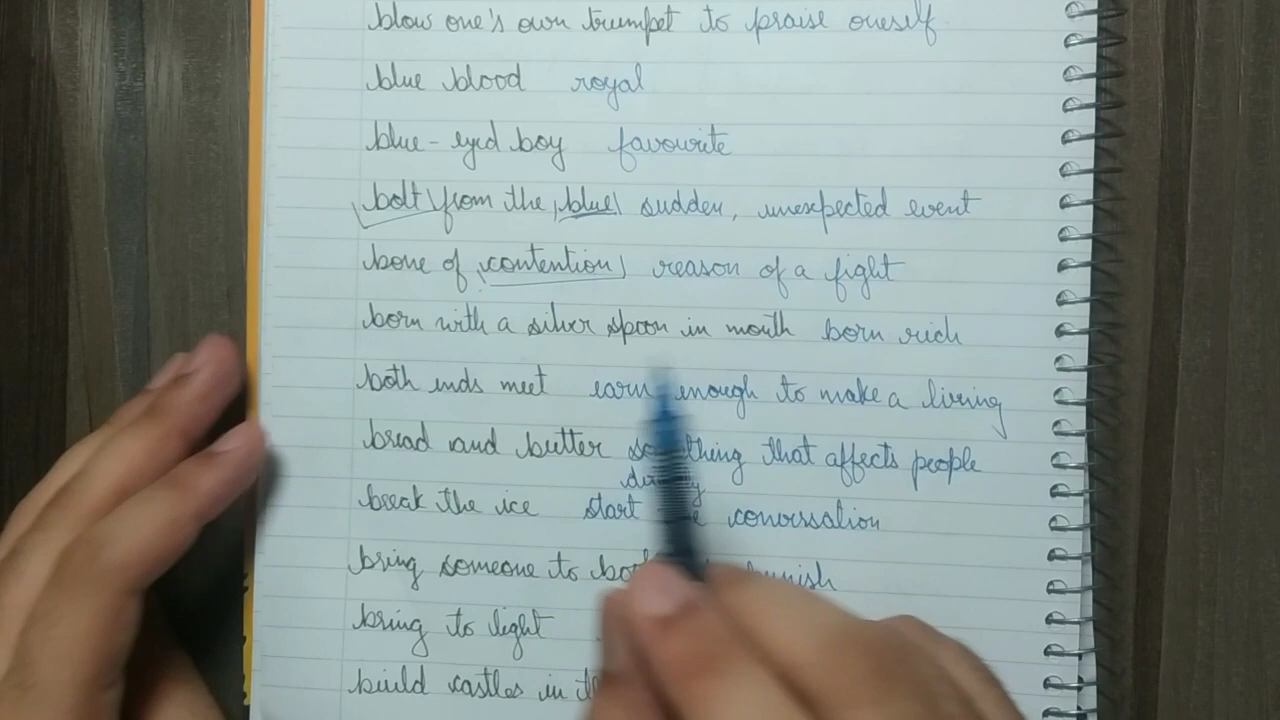 blow one's own trumpet to praise oneself
blue blood royal
blue-eyed boy favourite
bolt from the blue sudden, unexpected event
bone of contention reason of a fight
born with a silver spoon in mouth born rich
both ends meet earn enough to make a living
bread and butter something that affects people
break the ice start conversation
bring someone to punish
bring to light
build castles in